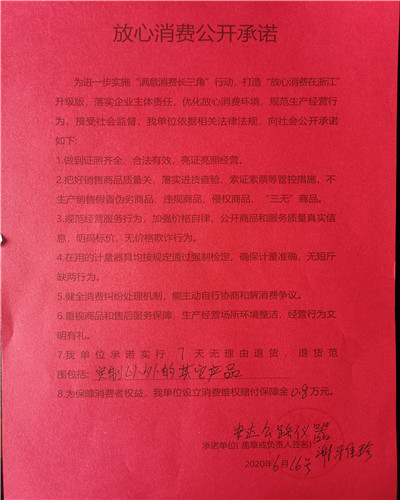 放心消费公开承诺
为进一步实施“满意消费长三角”行动，打造“放心消费在浙江”
升级版，落实企业主体责任，优化放心消费环境，规范生产经营行
为，接受社会监督，我单位依据相关法律法规，向社会公开承诺
如下：
1.做到证照齐全、合法有效，亮证亮照经营。
2.把好销售商品质量关，落实进货查验、索证索票等管控措施，不
生产销售假冒伪劣商品、违规商品、侵权商品、“三无”商品。
3.规范经营服务行为，加强价格自律，公开商品和服务质量真实信
息，明码标价，无价格欺诈行为。
4.在用的计量器具均按规定通过强制检定，确保计量准确，无短斤
缺两行为。
5.健全消费纠纷处理机制，能主动自行协商和解消费争议。
6.重视商品和售后服务保障，生产经营场所环境整洁，经营行为文
明有礼。
7.我单位承诺实行 7 天无理由退货，退货范
围包括：定制以外的其它产品
8.为保障消费者权益，我单位设立消费维权赔付保障金 0.8 万元。
公路仪器
承诺单位（盖章或负责人签名）
2020年6月16号